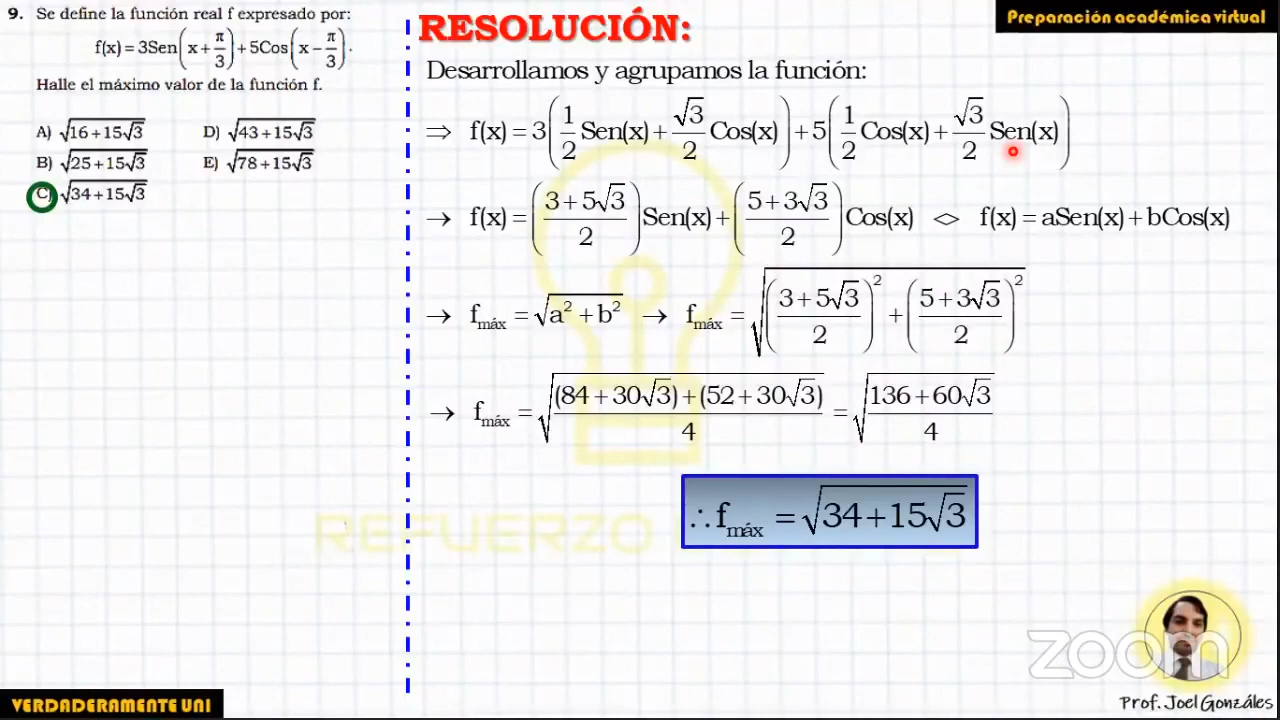 9. Se define la función real f expresado por:
f(x) = 3Sen(x + π/3) + 5Cos(x − π/3).
Halle el máximo valor de la función f.
A) √(16+15√3) D) √(43+15√3)
B) √(25+15√3) E) √(78+15√3)
C) √(34+15√3)
RESOLUCIÓN:
Preparación académica virtual
Desarrollamos y agrupamos la función:
⇒ f(x) = 3(1/2 Sen(x) + √3/2 Cos(x)) + 5(1/2 Cos(x) + √3/2 Sen(x))
→ f(x) = ((3+5√3)/2)Sen(x) + ((5+3√3)/2)Cos(x) <> f(x) = aSen(x) + bCos(x)
→ fmáx = √(a² + b²) → fmáx = √(((3+5√3)/2)² + ((5+3√3)/2)²)
→ fmáx = √(((84+30√3)+(52+30√3))/4) = √((136+60√3)/4)
∴ fmáx = √(34+15√3)
REFUERZO
zoom
VERDADERAMENTE UNI
Prof. Joel Gonzáles